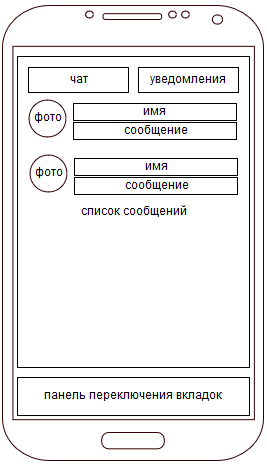 чат
уведомления
фото
имя
сообщение
фото
имя
сообщение
список сообщений
панель переключения вкладок